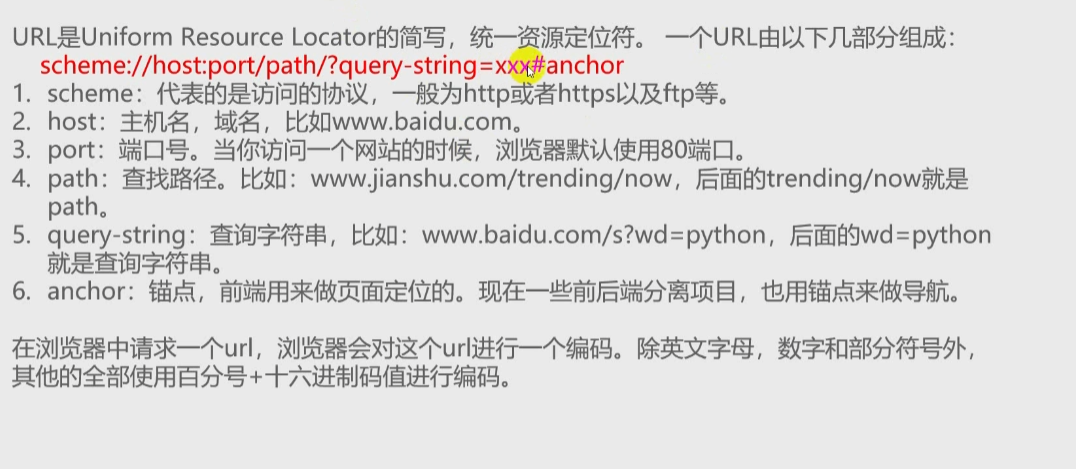 URL是Uniform Resource Locator的简写，统一资源定位符。 一个URL由以下几部分组成：
scheme://host:port/path/?query-string=xxx#anchor
1. scheme：代表的是访问的协议，一般为http或者https以及ftp等。
2. host：主机名，域名，比如www.baidu.com。
3. port：端口号。当你访问一个网站的时候，浏览器默认使用80端口。
4. path：查找路径。比如：www.jianshu.com/trending/now，后面的trending/now就是
path。
5. query-string：查询字符串，比如：www.baidu.com/s?wd=python，后面的wd=python
就是查询字符串。
6. anchor：锚点，前端用来做页面定位的。现在一些前后端分离项目，也用锚点来做导航。
在浏览器中请求一个url，浏览器会对这个url进行一个编码。除英文字母，数字和部分符号外，
其他的全部使用百分号+十六进制码值进行编码。